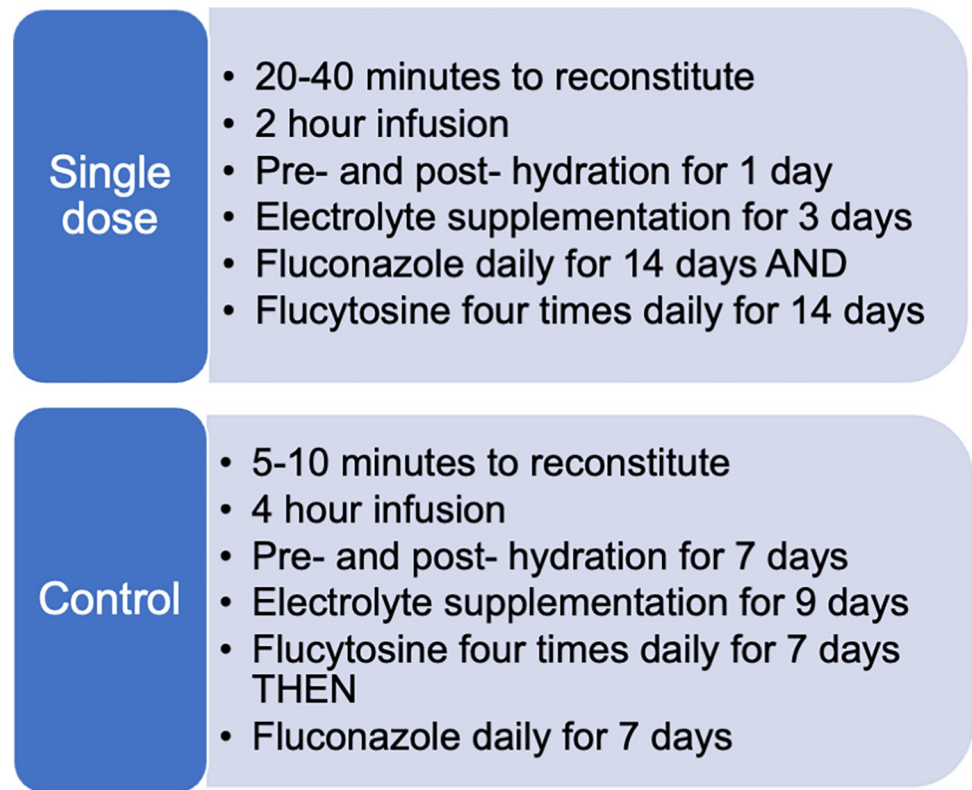 Single
dose
• 20-40 minutes to reconstitute
• 2 hour infusion
• Pre- and post- hydration for 1 day
• Electrolyte supplementation for 3 days
• Fluconazole daily for 14 days AND
• Flucytosine four times daily for 14 days
Control
• 5-10 minutes to reconstitute
• 4 hour infusion
• Pre- and post- hydration for 7 days
• Electrolyte supplementation for 9 days
• Flucytosine four times daily for 7 days
THEN
• Fluconazole daily for 7 days